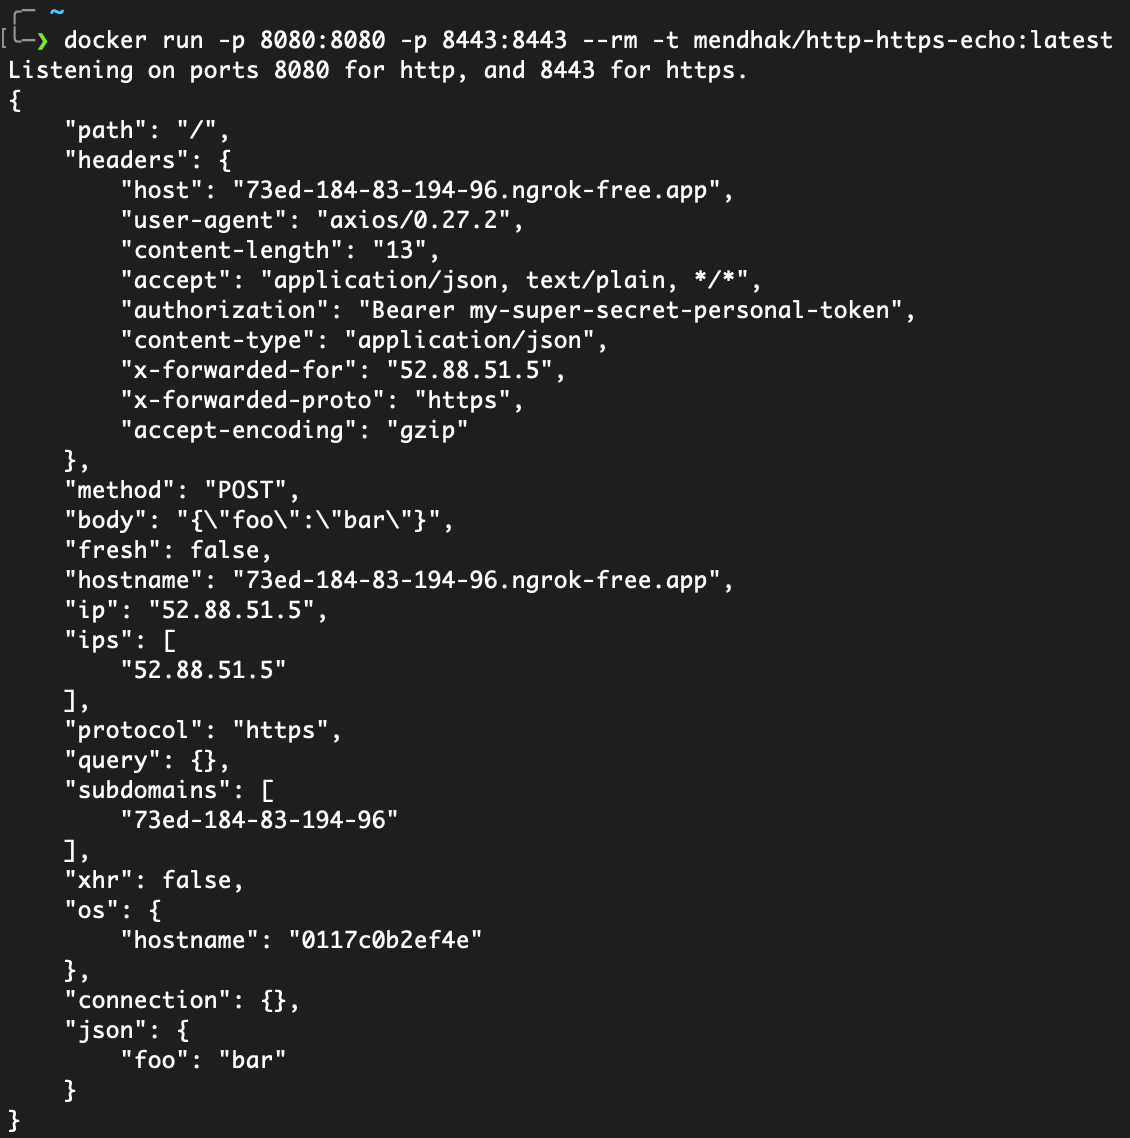 ~
❯ docker run -p 8080:8080 -p 8443:8443 --rm -t mendhak/http-https-echo:latest
Listening on ports 8080 for http, and 8443 for https.
{
    "path": "/",
    "headers": {
        "host": "73ed-184-83-194-96.ngrok-free.app",
        "user-agent": "axios/0.27.2",
        "content-length": "13",
        "accept": "application/json, text/plain, */*",
        "authorization": "Bearer my-super-secret-personal-token",
        "content-type": "application/json",
        "x-forwarded-for": "52.88.51.5",
        "x-forwarded-proto": "https",
        "accept-encoding": "gzip"
    },
    "method": "POST",
    "body": "{\"foo\":\"bar\"}",
    "fresh": false,
    "hostname": "73ed-184-83-194-96.ngrok-free.app",
    "ip": "52.88.51.5",
    "ips": [
        "52.88.51.5"
    ],
    "protocol": "https",
    "query": {},
    "subdomains": [
        "73ed-184-83-194-96"
    ],
    "xhr": false,
    "os": {
        "hostname": "0117c0b2ef4e"
    },
    "connection": {},
    "json": {
        "foo": "bar"
    }
}